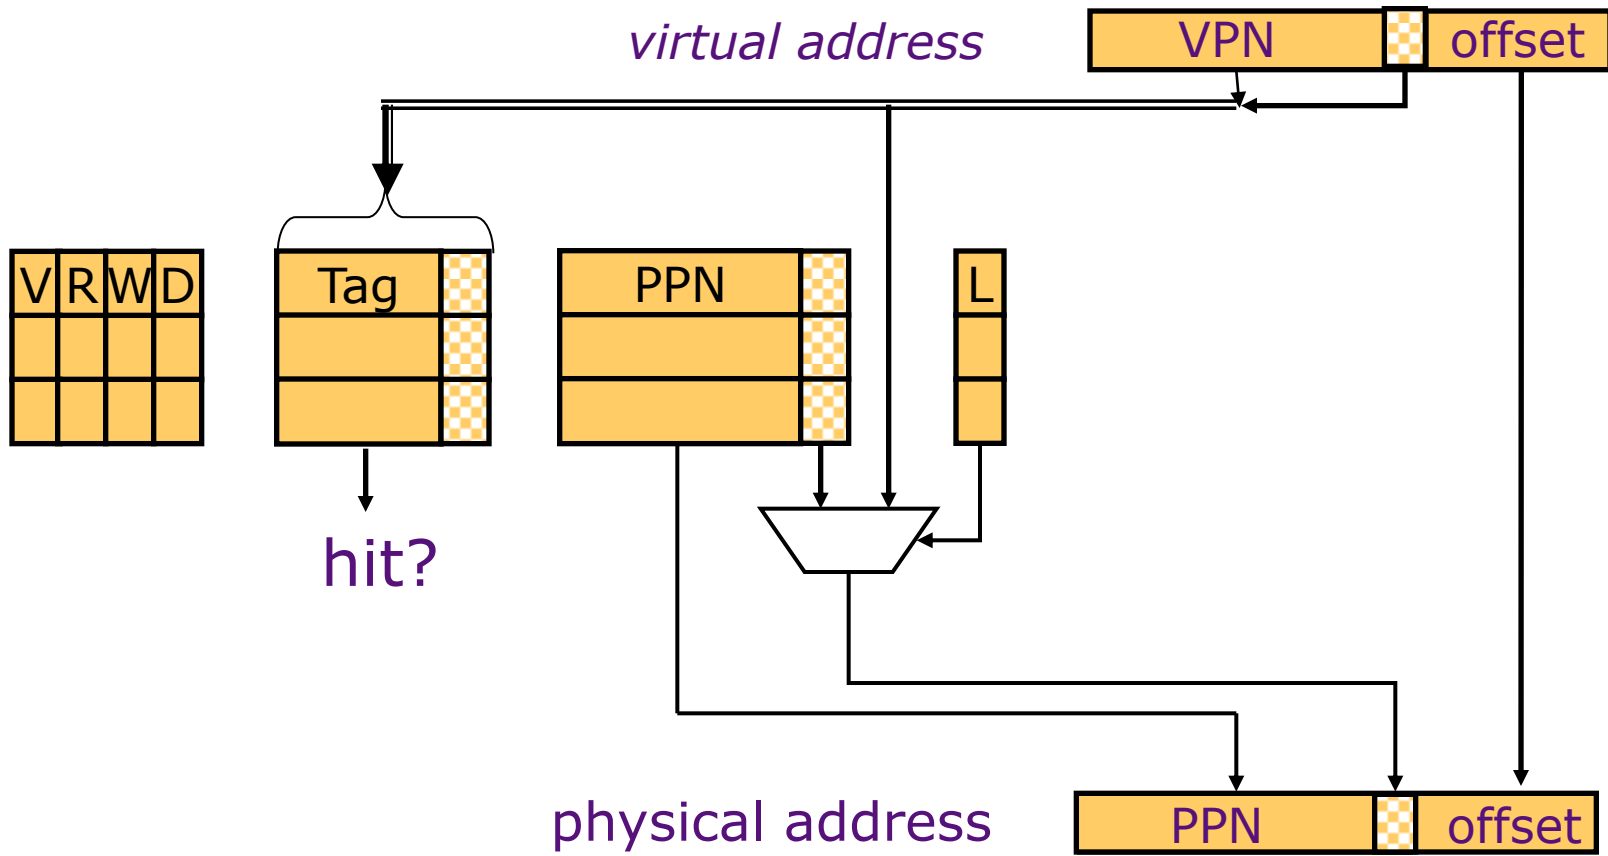 virtual address
VPN offset
V R W D Tag PPN L
hit?
physical address
PPN offset